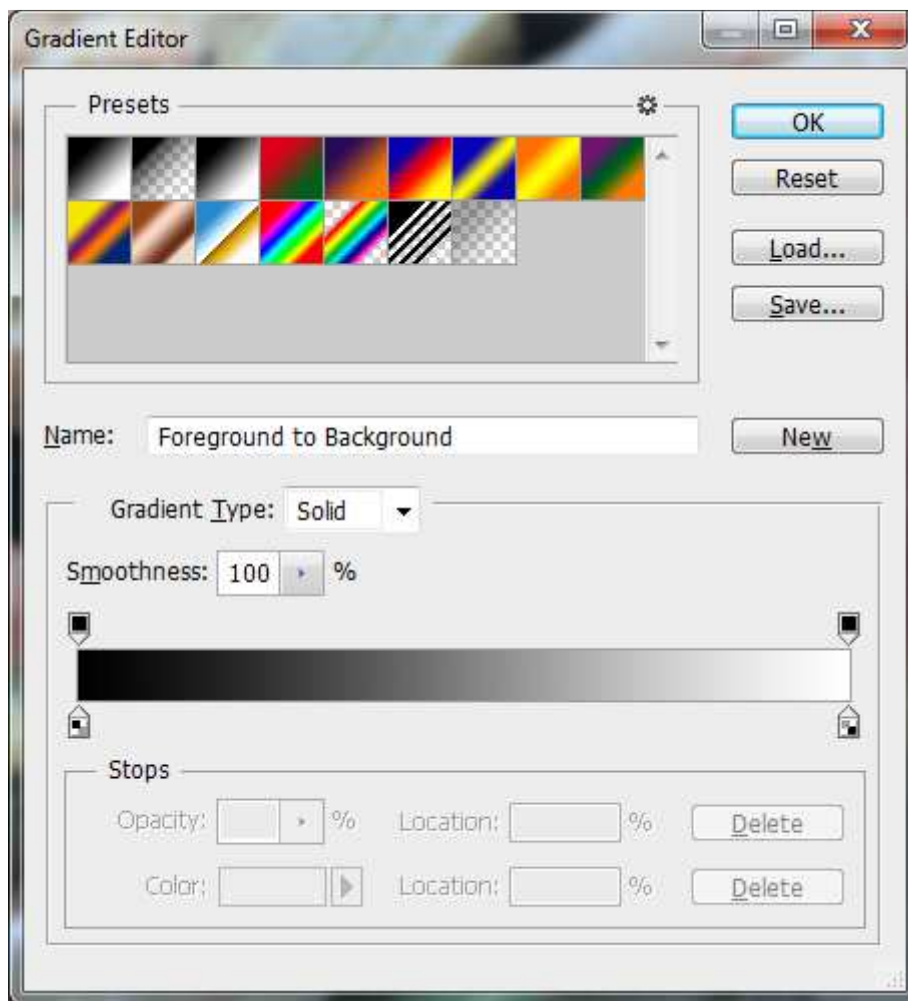 Gradient Editor
Presets
OK
Reset
Load...
Save...
Name: Foreground to Background
New
Gradient Type: Solid
Smoothness: 100 %
Stops
Opacity: % Location: % Delete
Color: Location: % Delete